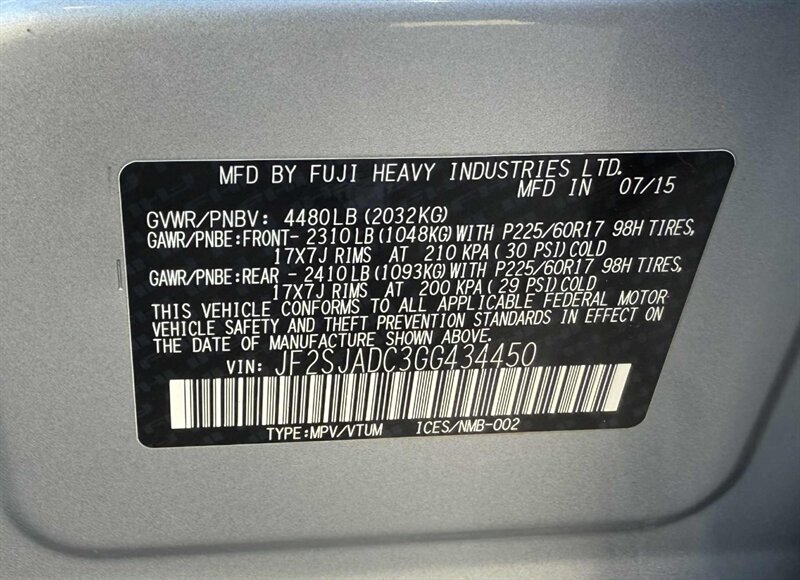 MFD BY FUJI HEAVY INDUSTRIES LTD.
MFD IN 07/15
GVWR/PNBV: 4480LB(2032KG)
GAWR/PNBE:FRONT- 2310LB(1048KG)WITH P225/60R17 98H TIRES,
17X7J RIMS AT 210 KPA( 30 PSI)COLD
GAWR/PNBE:REAR - 2410LB(1093KG)WITH P225/60R17 98H TIRES,
17X7J RIMS AT 200 KPA( 29 PSI)COLD
THIS VEHICLE CONFORMS TO ALL APPLICABLE FEDERAL MOTOR
VEHICLE SAFETY AND THEFT PREVENTION STANDARDS IN EFFECT ON
THE DATE OF MANUFACTURE SHOWN ABOVE.
VIN: JF2SJADC3GG434450
TYPE:MPV/VTUM ICES/NMB-002